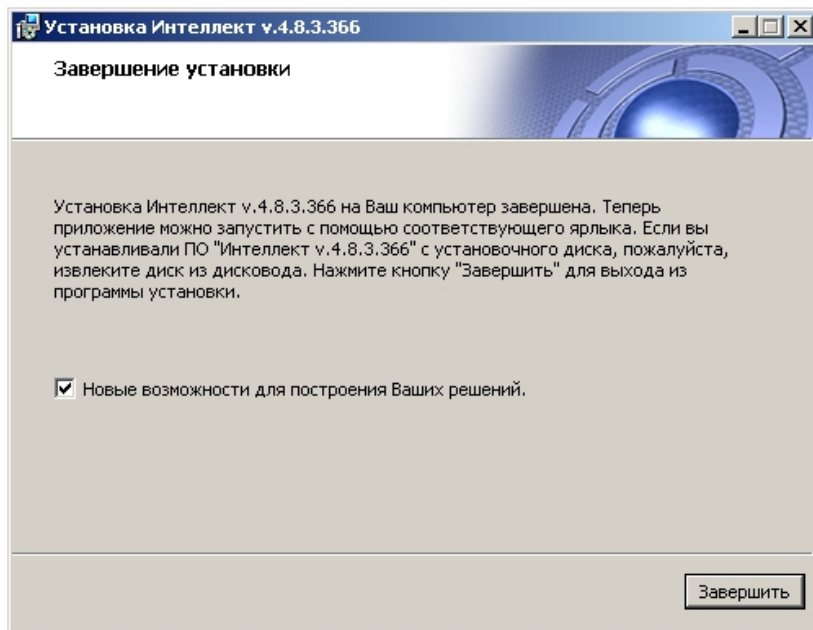 Установка Интеллект v.4.8.3.366
Завершение установки
Установка Интеллект v.4.8.3.366 на Ваш компьютер завершена. Теперь
приложение можно запустить с помощью соответствующего ярлыка. Если вы
устанавливали ПО "Интеллект v.4.8.3.366" с установочного диска, пожалуйста,
извлеките диск из дисковода. Нажмите кнопку "Завершить" для выхода из
программы установки.
Новые возможности для построения Ваших решений.
Завершить